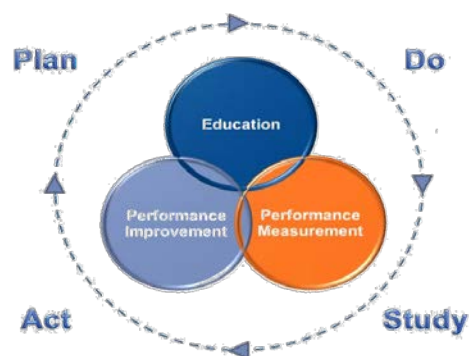 Plan
Do
Education
Performance
Improvement
Performance
Measurement
Act
Study